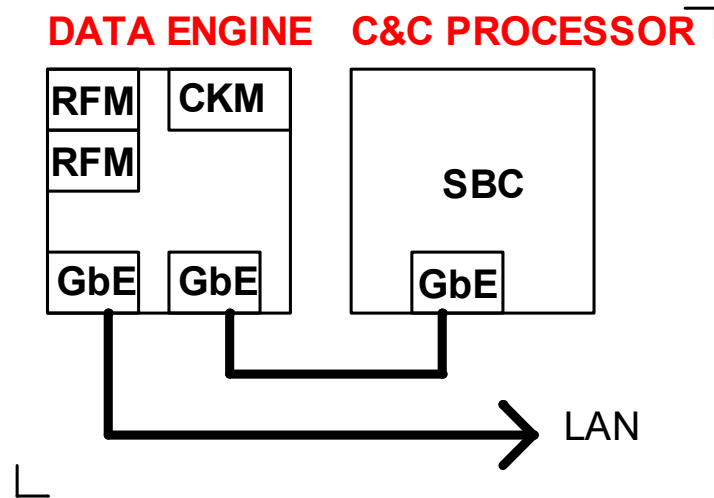 DATA ENGINE
C&C PROCESSOR
RFM
CKM
RFM
SBC
GbE
GbE
GbE
LAN